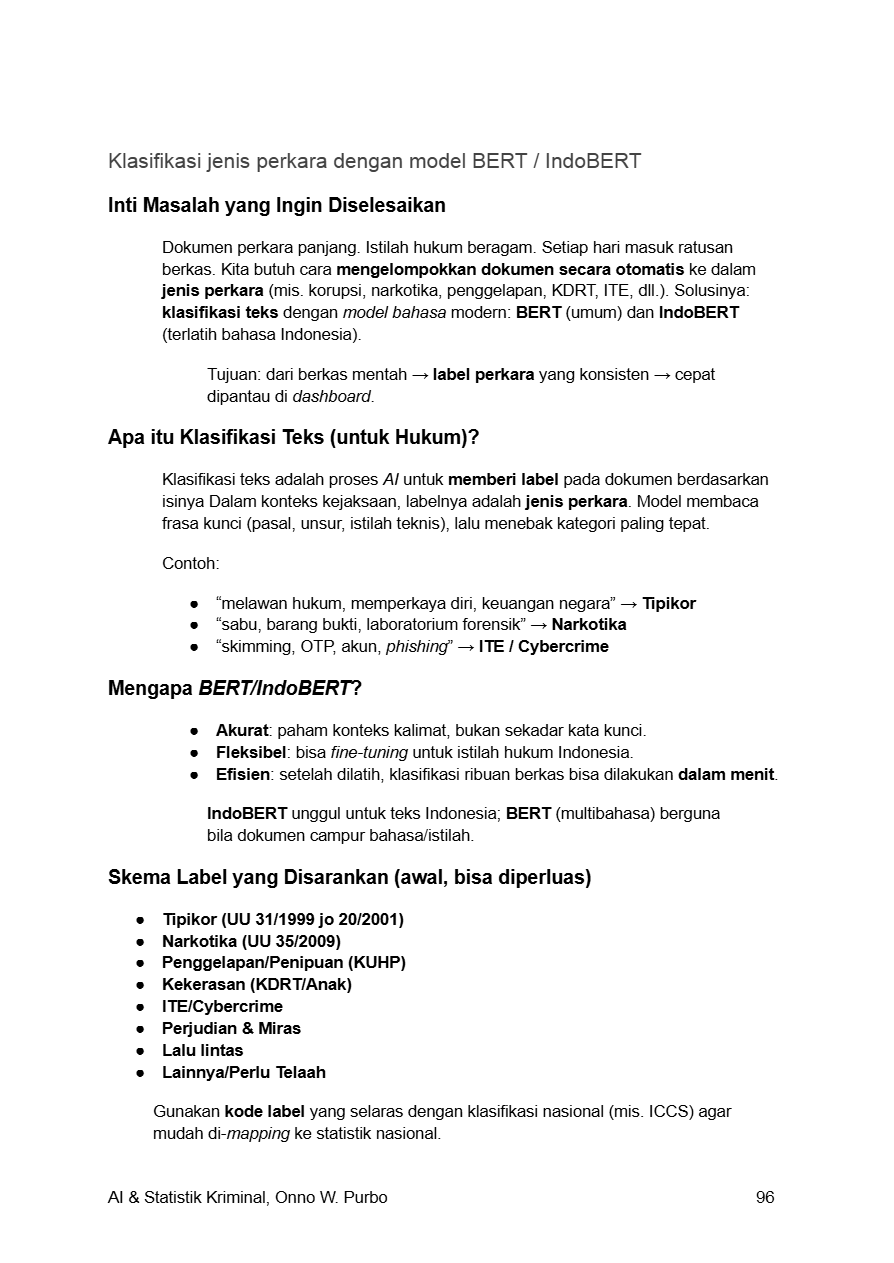 Klasifikasi jenis perkara dengan model BERT / IndoBERT
Inti Masalah yang Ingin Diselesaikan
Dokumen perkara panjang. Istilah hukum beragam. Setiap hari masuk ratusan
berkas. Kita butuh cara mengelompokkan dokumen secara otomatis ke dalam
jenis perkara (mis. korupsi, narkotika, penggelapan, KDRT, ITE, dll.). Solusinya:
klasifikasi teks dengan model bahasa modern: BERT (umum) dan IndoBERT
(terlatih bahasa Indonesia).
Tujuan: dari berkas mentah → label perkara yang konsisten → cepat
dipantau di dashboard.
Apa itu Klasifikasi Teks (untuk Hukum)?
Klasifikasi teks adalah proses AI untuk memberi label pada dokumen berdasarkan
isinya Dalam konteks kejaksaan, labelnya adalah jenis perkara. Model membaca
frasa kunci (pasal, unsur, istilah teknis), lalu menebak kategori paling tepat.
Contoh:
● “melawan hukum, memperkaya diri, keuangan negara” → Tipikor
● “sabu, barang bukti, laboratorium forensik” → Narkotika
● “skimming, OTP, akun, phishing” → ITE / Cybercrime
Mengapa BERT/IndoBERT?
● Akurat: paham konteks kalimat, bukan sekadar kata kunci.
● Fleksibel: bisa fine-tuning untuk istilah hukum Indonesia.
● Efisien: setelah dilatih, klasifikasi ribuan berkas bisa dilakukan dalam menit.
IndoBERT unggul untuk teks Indonesia; BERT (multibahasa) berguna
bila dokumen campur bahasa/istilah.
Skema Label yang Disarankan (awal, bisa diperluas)
● Tipikor (UU 31/1999 jo 20/2001)
● Narkotika (UU 35/2009)
● Penggelapan/Penipuan (KUHP)
● Kekerasan (KDRT/Anak)
● ITE/Cybercrime
● Perjudian & Miras
● Lalu lintas
● Lainnya/Perlu Telaah
Gunakan kode label yang selaras dengan klasifikasi nasional (mis. ICCS) agar
mudah di-mapping ke statistik nasional.
AI & Statistik Kriminal, Onno W. Purbo 96